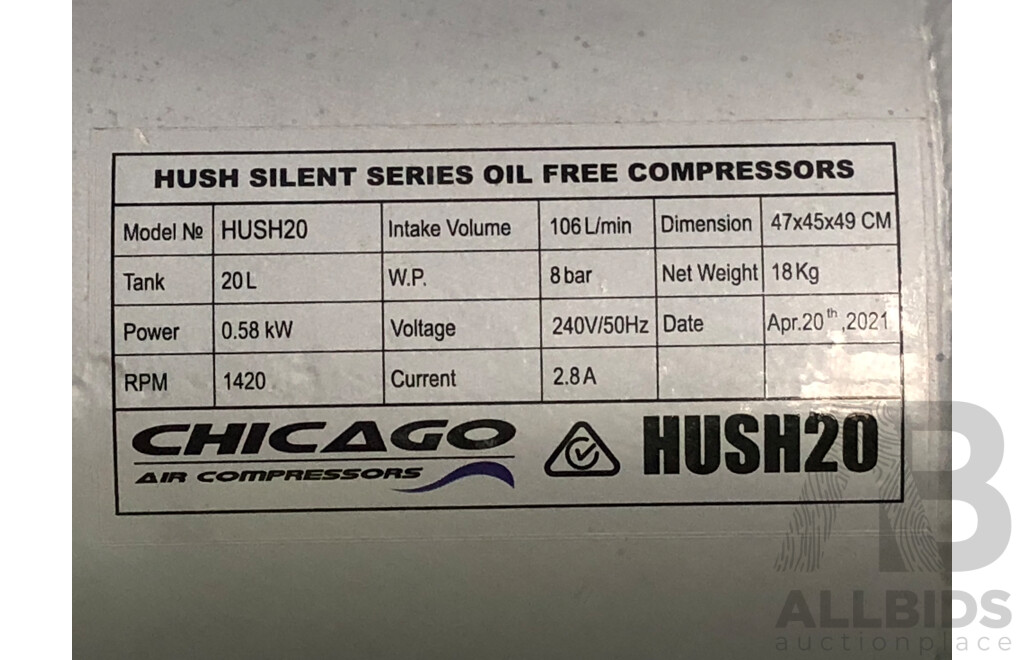 HUSH SILENT SERIES OIL FREE COMPRESSORS
Model № HUSH20 Intake Volume 106 L/min Dimension 47x45x49 CM
Tank 20 L W.P. 8 bar Net Weight 18 Kg
Power 0.58 kW Voltage 240V/50Hz Date Apr.20th,2021
RPM 1420 Current 2.8 A
CHICAGO
AIR COMPRESSORS
HUSH20
AB
ALLBIDS
auctionplace